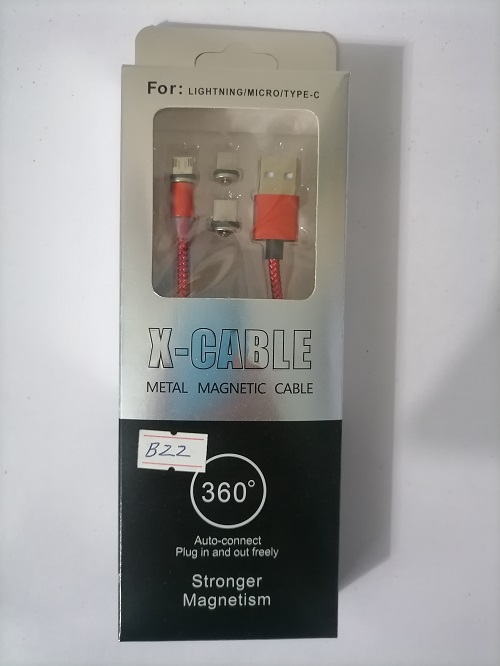 For: LIGHTNING/MICRO/TYPE-C
X-CABLE
METAL MAGNETIC CABLE
B22
360°
Auto-connect
Plug in and out freely
Stronger
Magnetism